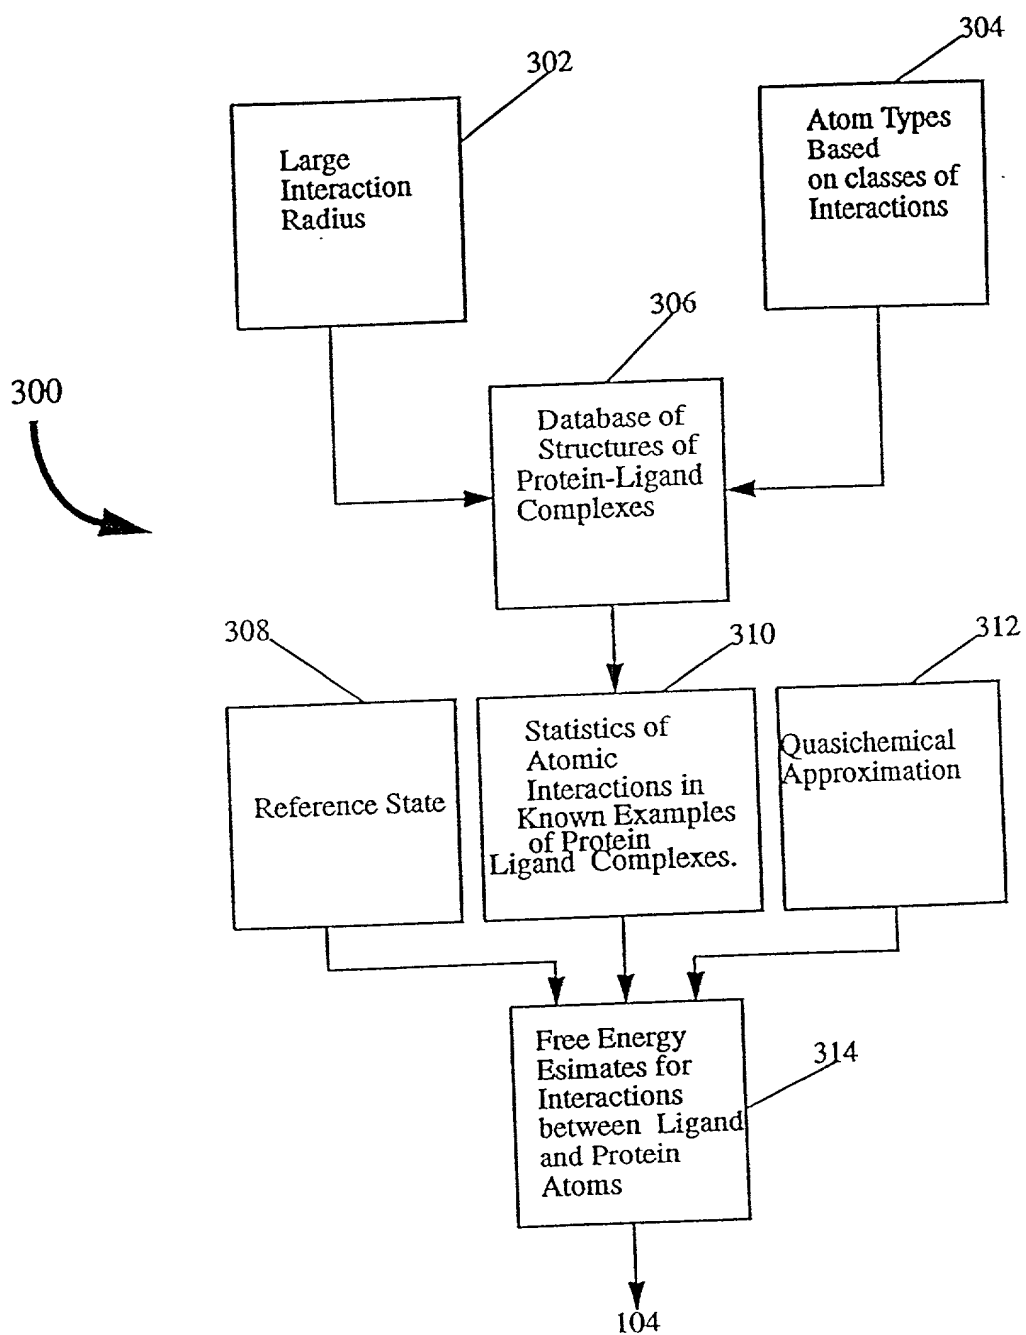 304
302
Large
Interaction
Radius
Atom Types
Based
on classes of
Interactions
306
300
Database of
Structures of
Protein-Ligand
Complexes
308
310
312
Reference State
Statistics of
Atomic
Interactions in
Known Examples
of Protein
Ligand Complexes.
Quasichemical
Approximation
Free Energy
Esimates for
Interactions
between Ligand
and Protein
Atoms
314
104